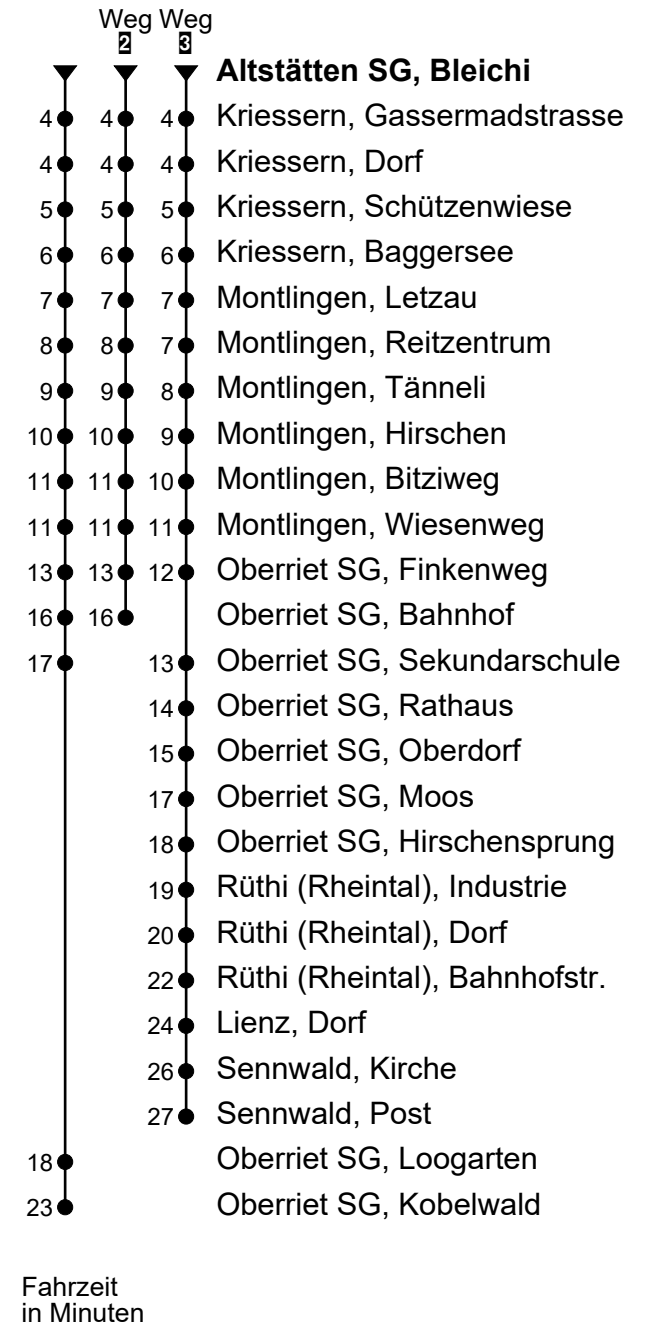 Weg Weg
2 3
Altstätten SG, Bleichi
4 4 4 Kriessern, Gassermadstrasse
4 4 4 Kriessern, Dorf
5 5 5 Kriessern, Schützenwiese
6 6 6 Kriessern, Baggersee
7 7 7 Montlingen, Letzau
8 8 7 Montlingen, Reitzentrum
9 9 8 Montlingen, Tänneli
10 10 9 Montlingen, Hirschen
11 11 10 Montlingen, Bitziweg
11 11 11 Montlingen, Wiesenweg
13 13 12 Oberriet SG, Finkenweg
16 16 Oberriet SG, Bahnhof
17 13 Oberriet SG, Sekundarschule
14 Oberriet SG, Rathaus
15 Oberriet SG, Oberdorf
17 Oberriet SG, Moos
18 Oberriet SG, Hirschensprung
19 Rüthi (Rheintal), Industrie
20 Rüthi (Rheintal), Dorf
22 Rüthi (Rheintal), Bahnhofstr.
24 Lienz, Dorf
26 Sennwald, Kirche
27 Sennwald, Post
18 Oberriet SG, Loogarten
23 Oberriet SG, Kobelwald
Fahrzeit
in Minuten